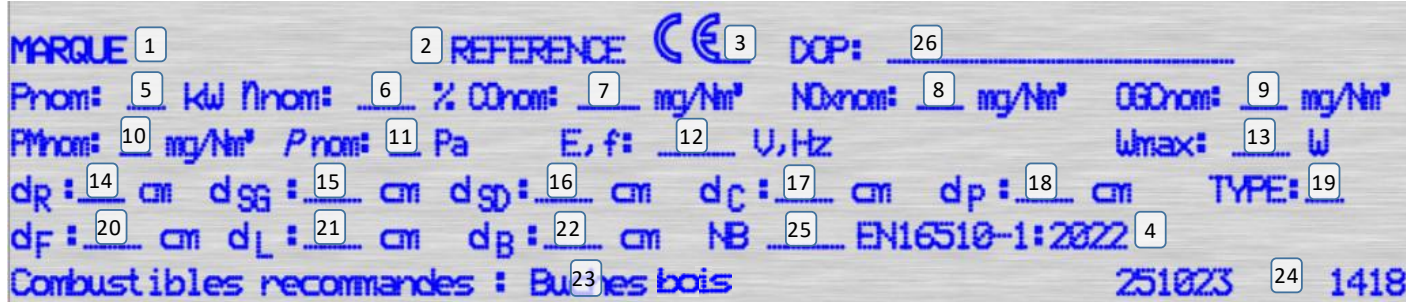 MARQUE 1 2 REFERENCE CE 3 DOP: 26
Pnom: 5 kW ηnom: 6 % COnom: 7 mg/Nm³ NOxnom: 8 mg/Nm³ OGCnom: 9 mg/Nm³
PMnom: 10 mg/Nm³ Pnom: 11 Pa E,f: 12 V,Hz Wmax: 13 W
dR : 14 cm dSG : 15 cm dSD : 16 cm dC : 17 cm dP : 18 cm TYPE: 19
dF : 20 cm dL : 21 cm dB : 22 cm NB 25 EN16510-1:2022 4
Combustibles recommandes : 23 bois 251023 24 1418